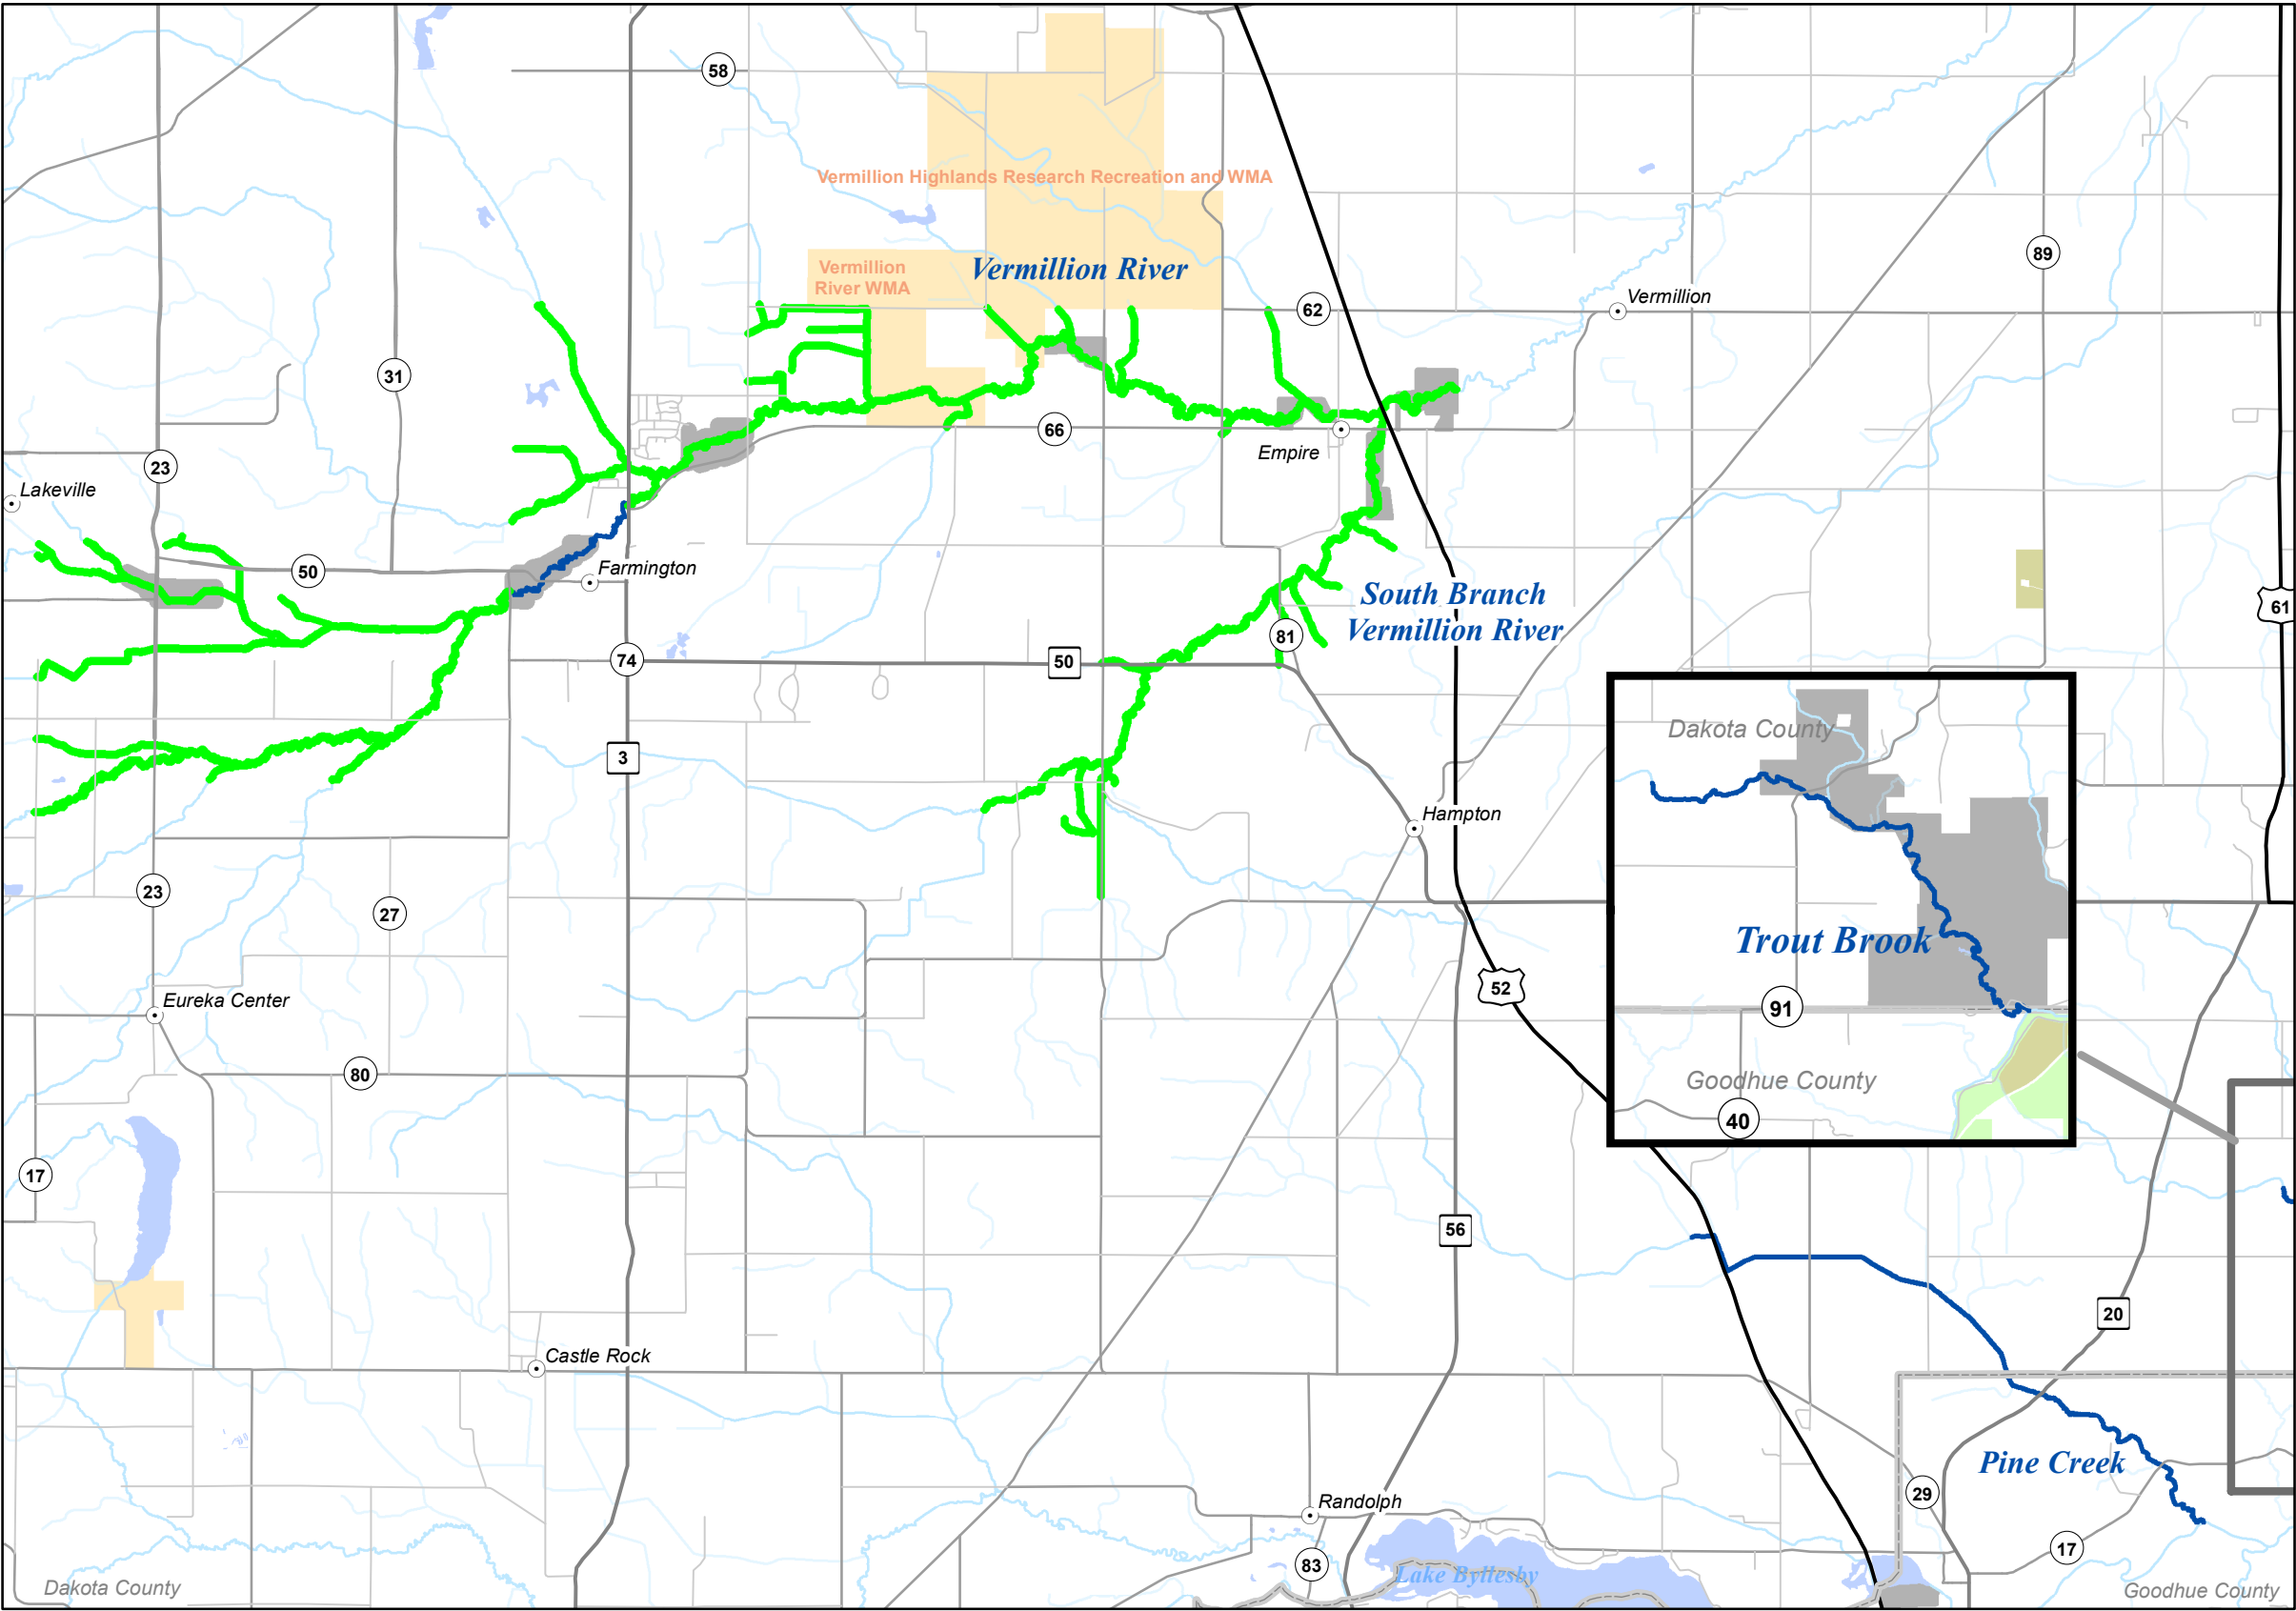 58
Vermillion Highlands Research Recreation and WMA
89
Vermillion River
Vermillion
River WMA
62
Vermillion
31
66
Empire
23
Lakeville
50
Farmington
South Branch
Vermillion River
61
81
74
50
3
Dakota County
Hampton
23
27
Trout Brook
52
Eureka Center
91
80
Goodhue County
40
17
56
20
Castle Rock
Pine Creek
29
Randolph
17
83
Lake Byllesby
Dakota County
Goodhue County